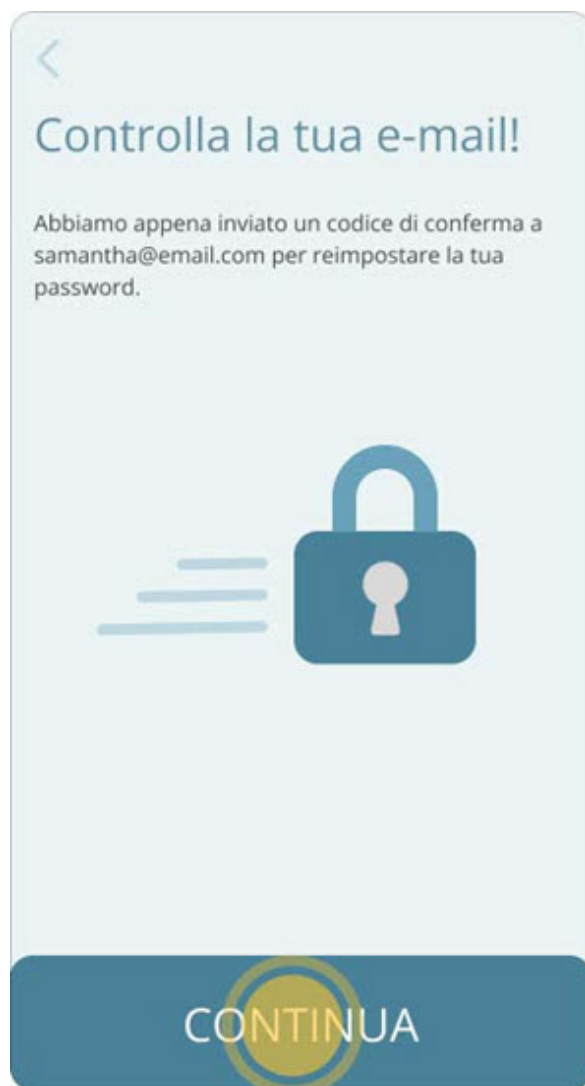 Controlla la tua e-mail!
Abbiamo appena inviato un codice di conferma a
samantha@email.com per reimpostare la tua
password.
CONTINUA